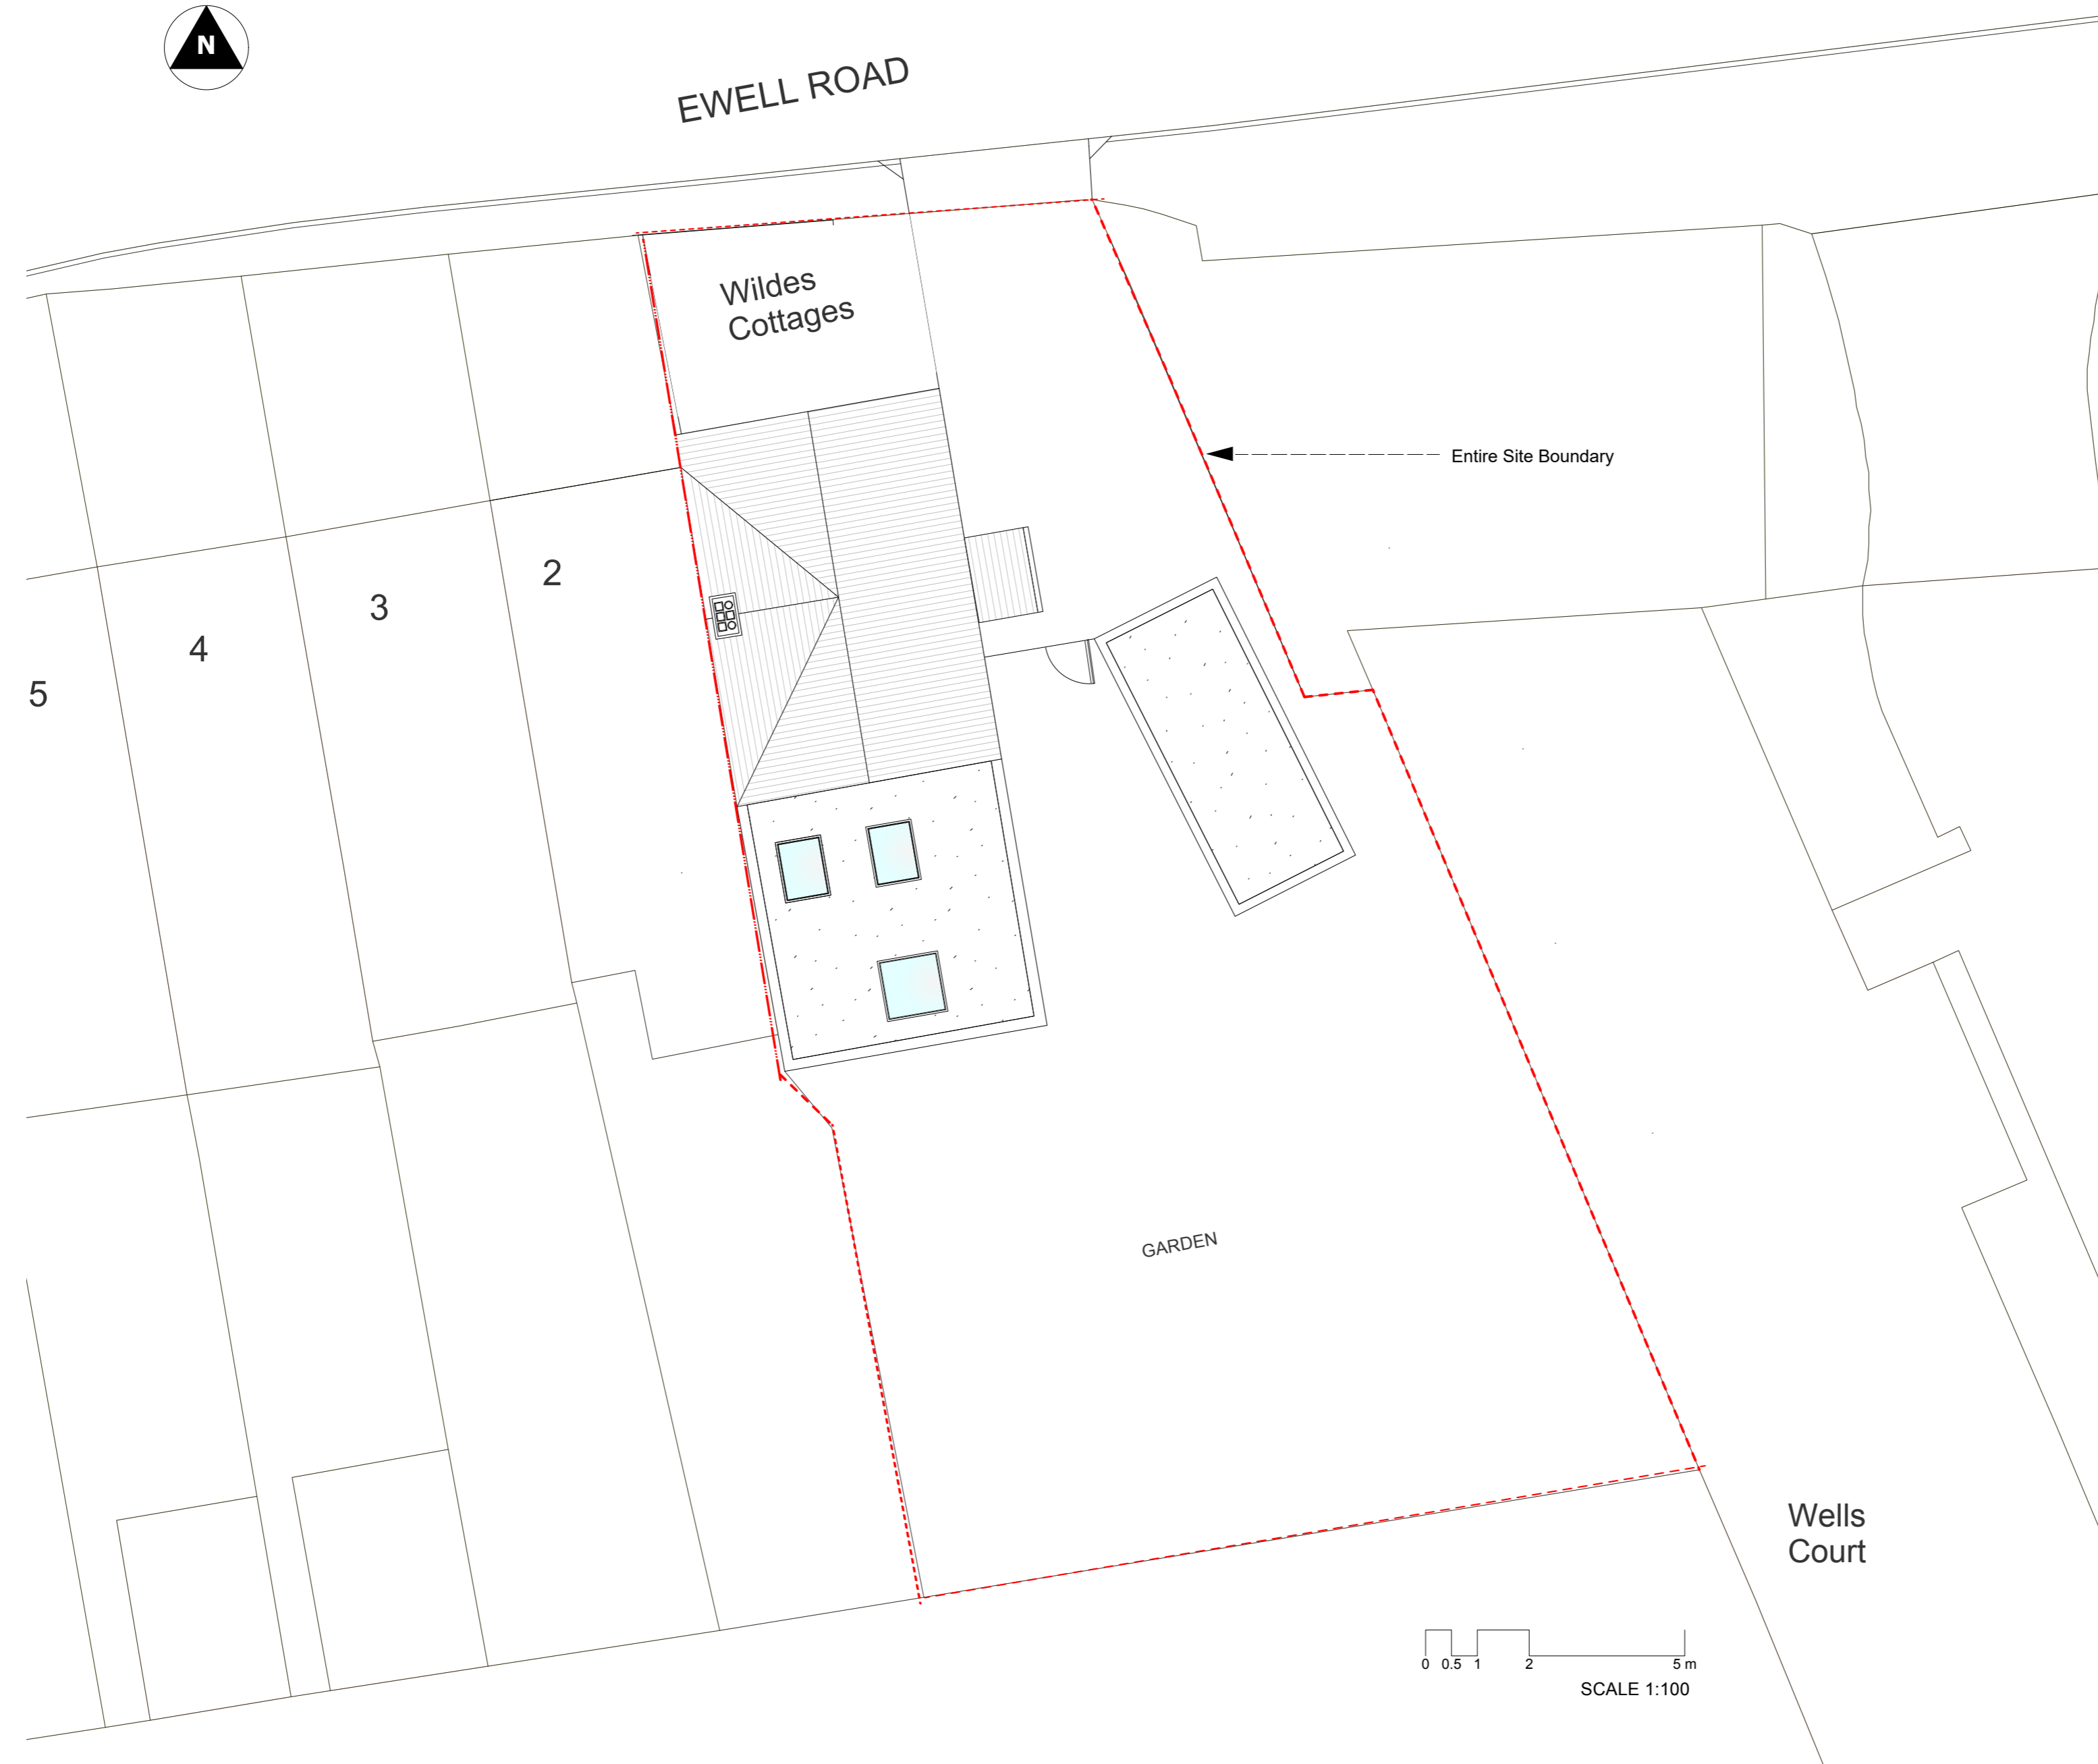 N
EWELL ROAD
Wildes
Cottages
Entire Site Boundary
2
3
4
5
GARDEN
Wells
Court
0 0.5 1 2 5 m
SCALE 1:100